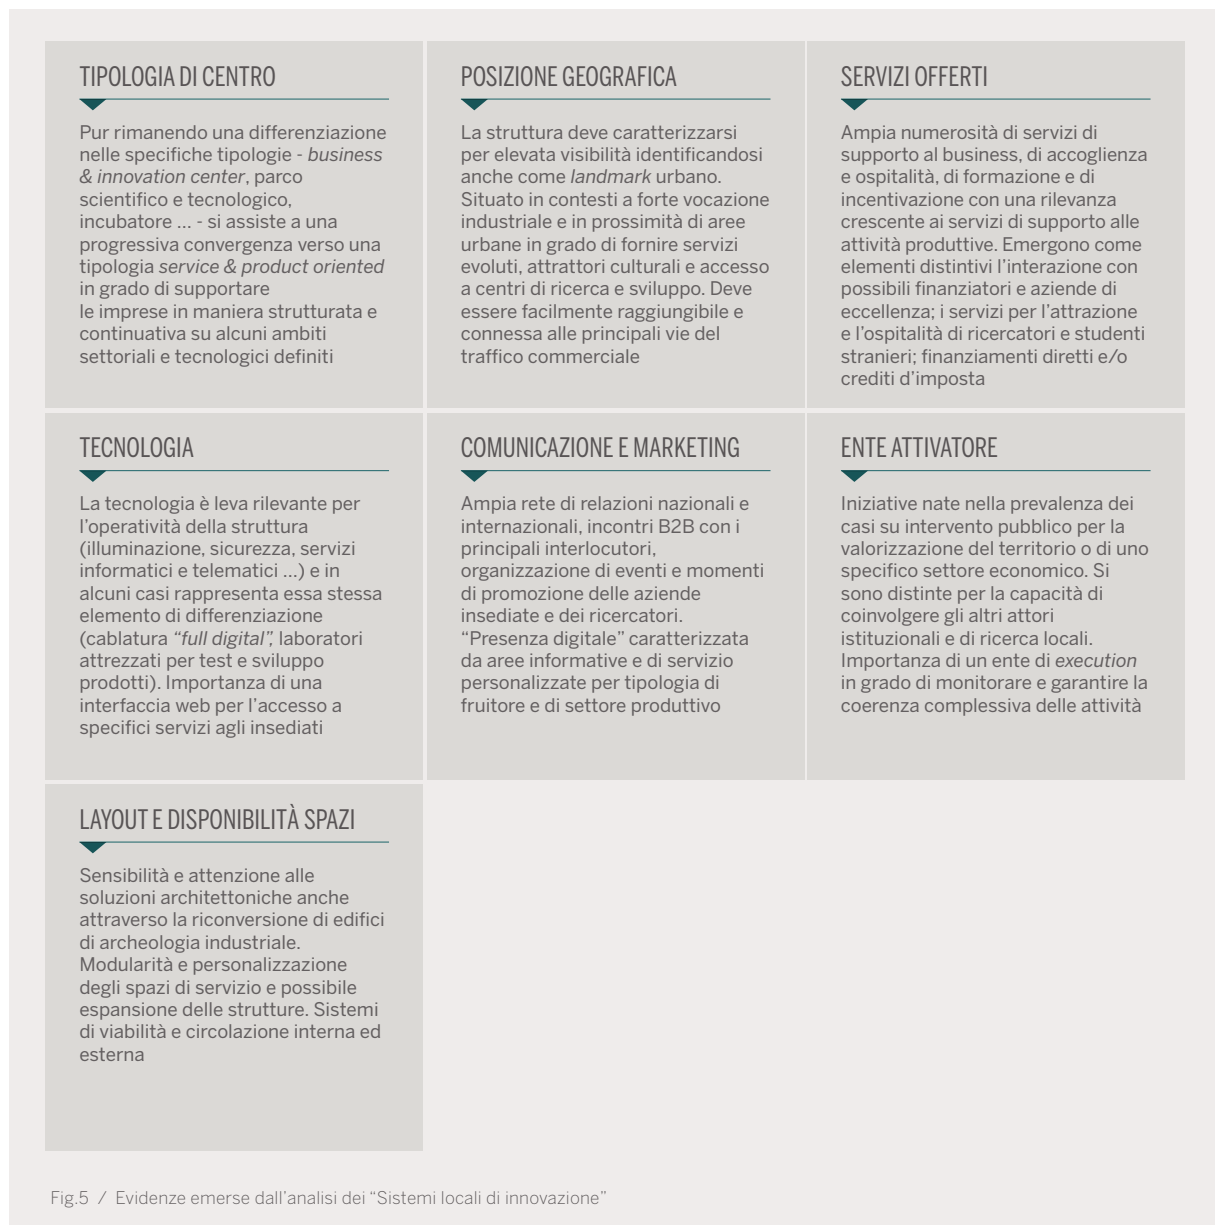 TIPOLOGIA DI CENTRO
Pur rimanendo una differenziazione
nelle specifiche tipologie - business
& innovation center, parco
scientifico e tecnologico,
incubatore ... - si assiste a una
progressiva convergenza verso una
tipologia service & product oriented
in grado di supportare
le imprese in maniera strutturata e
continuativa su alcuni ambiti
settoriali e tecnologici definiti
POSIZIONE GEOGRAFICA
La struttura deve caratterizzarsi
per elevata visibilità identificandosi
anche come landmark urbano.
Situato in contesti a forte vocazione
industriale e in prossimità di aree
urbane in grado di fornire servizi
evoluti, attrattori culturali e accesso
a centri di ricerca e sviluppo. Deve
essere facilmente raggiungibile e
connessa alle principali vie del
traffico commerciale
SERVIZI OFFERTI
Ampia numerosità di servizi di
supporto al business, di accoglienza
e ospitalità, di formazione e di
incentivazione con una rilevanza
crescente ai servizi di supporto alle
attività produttive. Emergono come
elementi distintivi l'interazione con
possibili finanziatori e aziende di
eccellenza; i servizi per l'attrazione
e l'ospitalità di ricercatori e studenti
stranieri; finanziamenti diretti e/o
crediti d'imposta
TECNOLOGIA
La tecnologia è leva rilevante per
l'operatività della struttura
(illuminazione, sicurezza, servizi
informatici e telematici ...) e in
alcuni casi rappresenta essa stessa
elemento di differenziazione
(cablatura "full digital", laboratori
attrezzati per test e sviluppo
prodotti). Importanza di una
interfaccia web per l'accesso a
specifici servizi agli insediati
COMUNICAZIONE E MARKETING
Ampia rete di relazioni nazionali e
internazionali, incontri B2B con i
principali interlocutori,
organizzazione di eventi e momenti
di promozione delle aziende
insediate e dei ricercatori.
"Presenza digitale" caratterizzata
da aree informative e di servizio
personalizzate per tipologia di
fruitore e di settore produttivo
ENTE ATTIVATORE
Iniziative nate nella prevalenza dei
casi su intervento pubblico per la
valorizzazione del territorio o di uno
specifico settore economico. Si
sono distinte per la capacità di
coinvolgere gli altri attori
istituzionali e di ricerca locali.
Importanza di un ente di execution
in grado di monitorare e garantire la
coerenza complessiva delle attività
LAYOUT E DISPONIBILITÀ SPAZI
Sensibilità e attenzione alle
soluzioni architettoniche anche
attraverso la riconversione di edifici
di archeologia industriale.
Modularità e personalizzazione
degli spazi di servizio e possibile
espansione delle strutture. Sistemi
di viabilità e circolazione interna ed
esterna
Fig.5 / Evidenze emerse dall'analisi dei "Sistemi locali di innovazione"